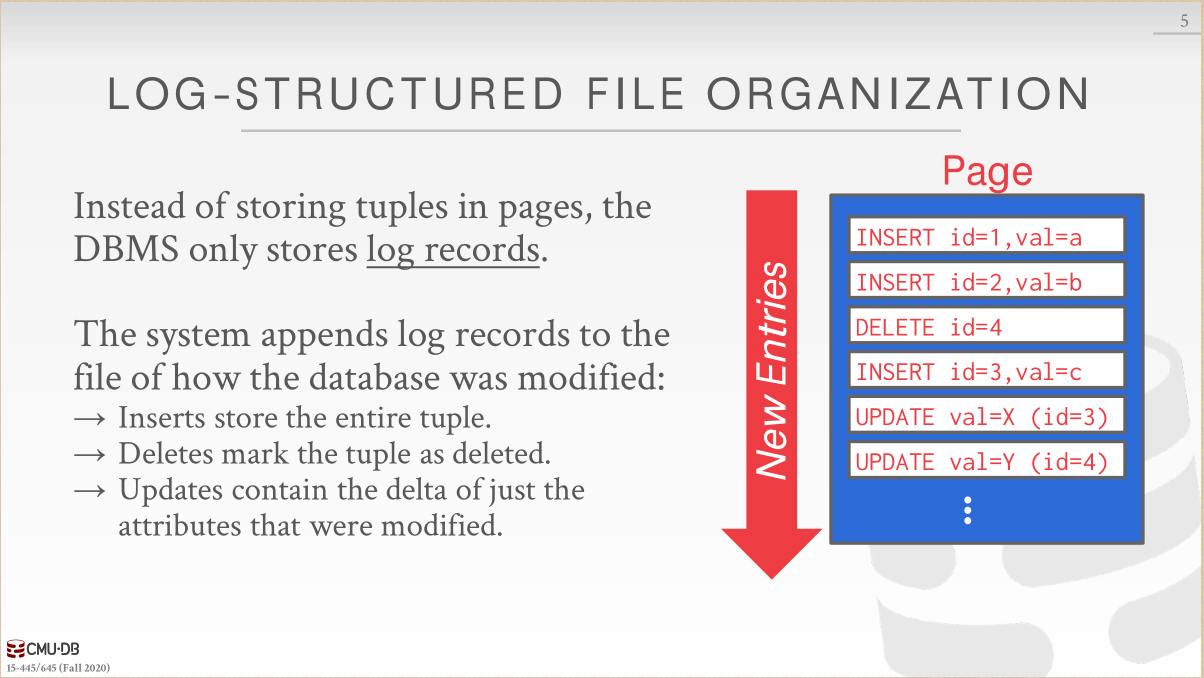 5
LOG-STRUCTURED FILE ORGANIZATION
Instead of storing tuples in pages, the
DBMS only stores log records.
The system appends log records to the
file of how the database was modified:
→ Inserts store the entire tuple.
→ Deletes mark the tuple as deleted.
→ Updates contain the delta of just the
attributes that were modified.
New Entries
Page
INSERT id=1,val=a
INSERT id=2,val=b
DELETE id=4
INSERT id=3,val=c
UPDATE val=X (id=3)
UPDATE val=Y (id=4)
⋮
CMU·DB
15-445/645 (Fall 2020)